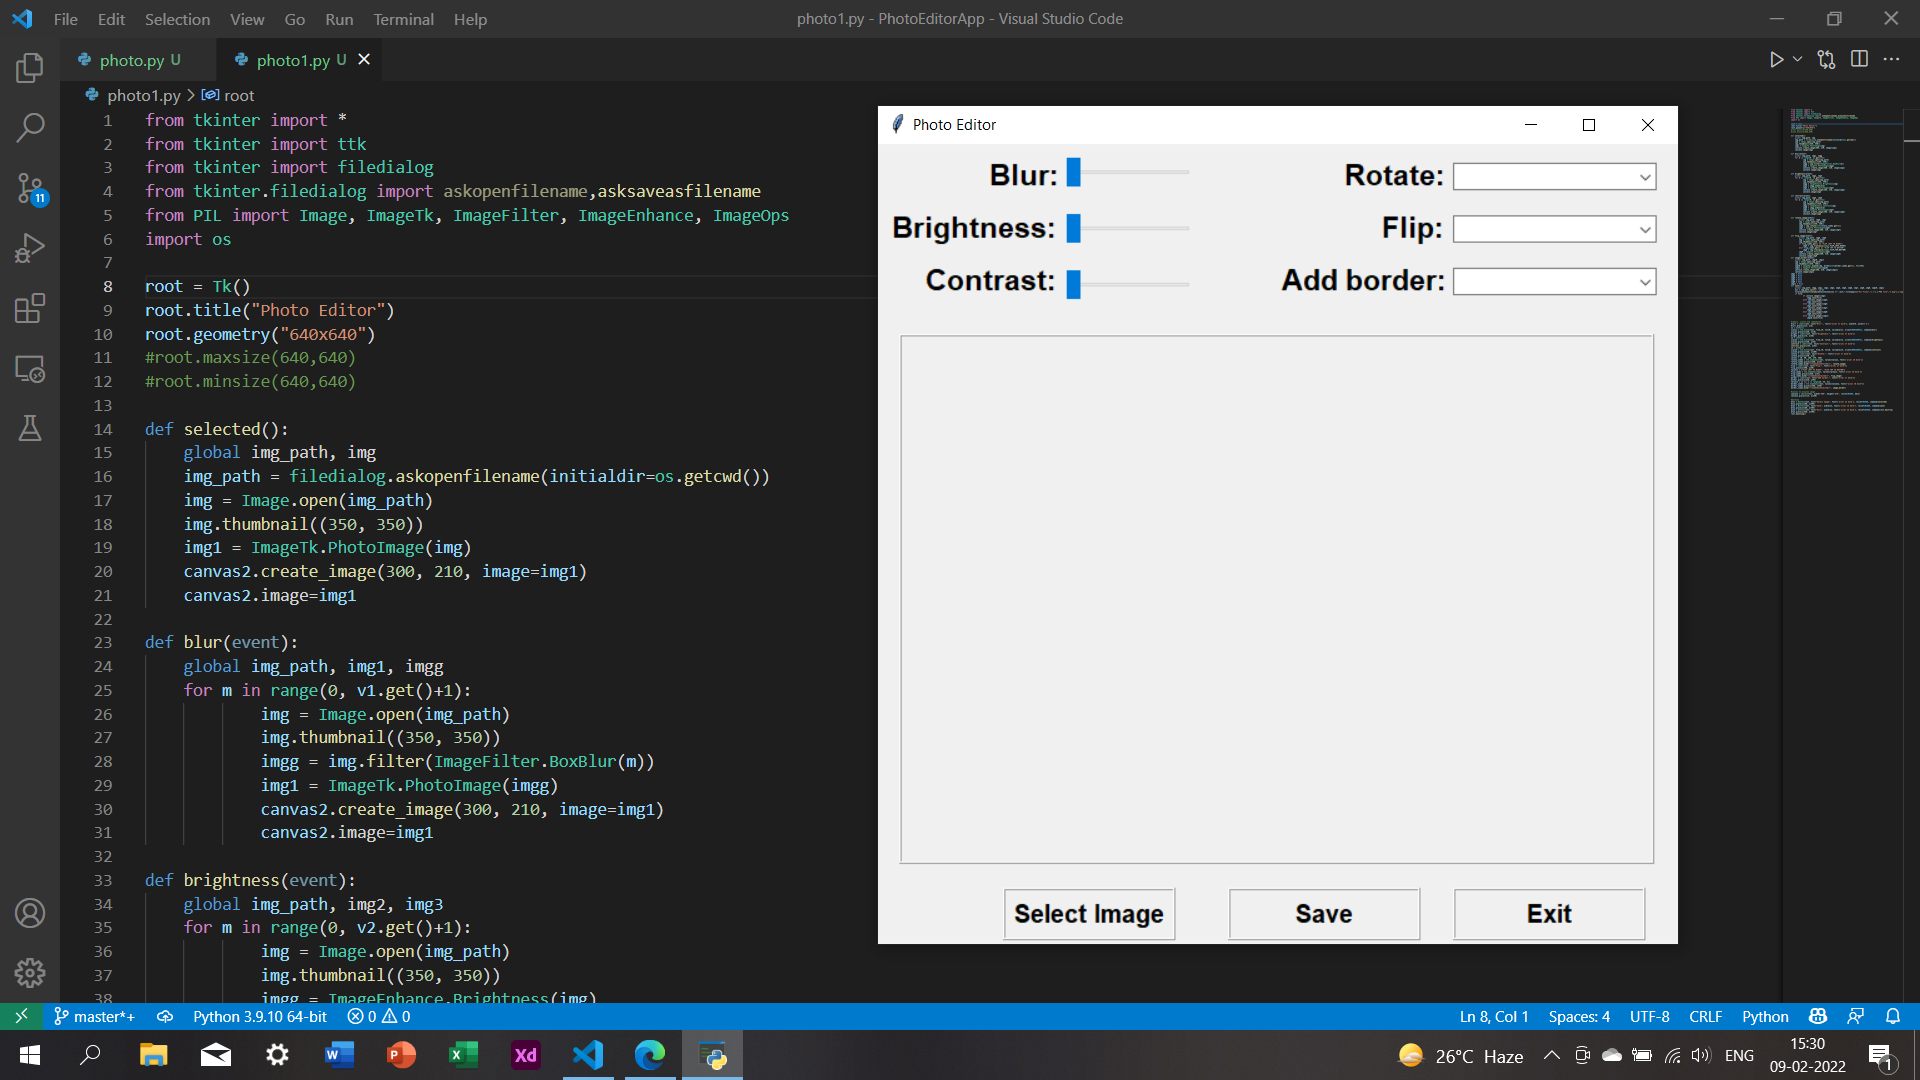 File Edit Selection View Go Run Terminal Help
photo1.py - PhotoEditorApp - Visual Studio Code
photo.py U
photo1.py U
photo1.py > root
1 from tkinter import *
2 from tkinter import ttk
3 from tkinter import filedialog
4 from tkinter.filedialog import askopenfilename,asksaveasfilename
5 from PIL import Image, ImageTk, ImageFilter, ImageEnhance, ImageOps
6 import os
7
8 root = Tk()
9 root.title("Photo Editor")
10 root.geometry("640x640")
11 #root.maxsize(640,640)
12 #root.minsize(640,640)
13
14 def selected():
15 global img_path, img
16 img_path = filedialog.askopenfilename(initialdir=os.getcwd())
17 img = Image.open(img_path)
18 img.thumbnail((350, 350))
19 img1 = ImageTk.PhotoImage(img)
20 canvas2.create_image(300, 210, image=img1)
21 canvas2.image=img1
22
23 def blur(event):
24 global img_path, img1, imgg
25 for m in range(0, v1.get()+1):
26 img = Image.open(img_path)
27 img.thumbnail((350, 350))
28 imgg = img.filter(ImageFilter.BoxBlur(m))
29 img1 = ImageTk.PhotoImage(imgg)
30 canvas2.create_image(300, 210, image=img1)
31 canvas2.image=img1
32
33 def brightness(event):
34 global img_path, img2, img3
35 for m in range(0, v2.get()+1):
36 img = Image.open(img_path)
37 img.thumbnail((350, 350))
38 imgg = ImageEnhance.Brightness(img)
Photo Editor
Blur:
Rotate:
Brightness:
Flip:
Contrast:
Add border:
Select Image
Save
Exit
11
master*+
Python 3.9.10 64-bit
0
0
Ln 8, Col 1
Spaces: 4
UTF-8
CRLF
Python
26°C Haze
ENG
15:30
09-02-2022
1
W
P
X
Xd